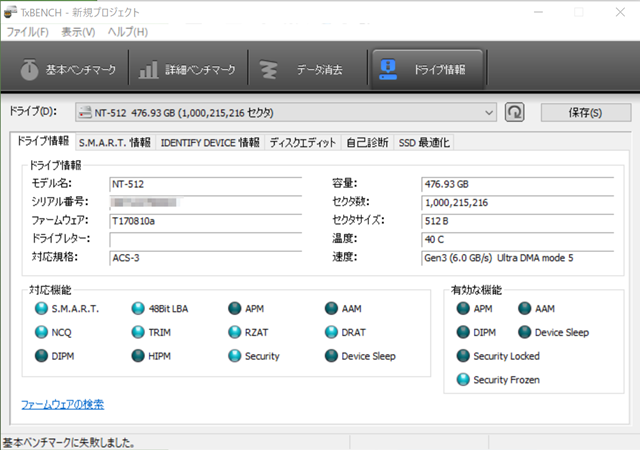 TxBENCH - 新規プロジェクト
ファイル(F) 表示(V) ヘルプ(H)
基本ベンチマーク 詳細ベンチマーク データ消去 ドライブ情報
ドライブ(D): NT-512 476.93 GB (1,000,215,216 セクタ) 保存(S)
ドライブ情報 S.M.A.R.T. 情報 IDENTIFY DEVICE 情報 ディスクエディット 自己診断 SSD 最適化
ドライブ情報
モデル名: NT-512 容量: 476.93 GB
シリアル番号: セクタ数: 1,000,215,216
ファームウェア: T170810a セクタサイズ: 512 B
ドライブレター: 温度: 40 C
対応規格: ACS-3 速度: Gen3 (6.0 GB/s) Ultra DMA mode 5
対応機能 有効な機能
S.M.A.R.T. 48Bit LBA APM AAM APM AAM
NCQ TRIM RZAT DRAT DIPM Device Sleep
DIPM HIPM Security Device Sleep Security Locked
Security Frozen
ファームウェアの検索
基本ベンチマークに失敗しました。